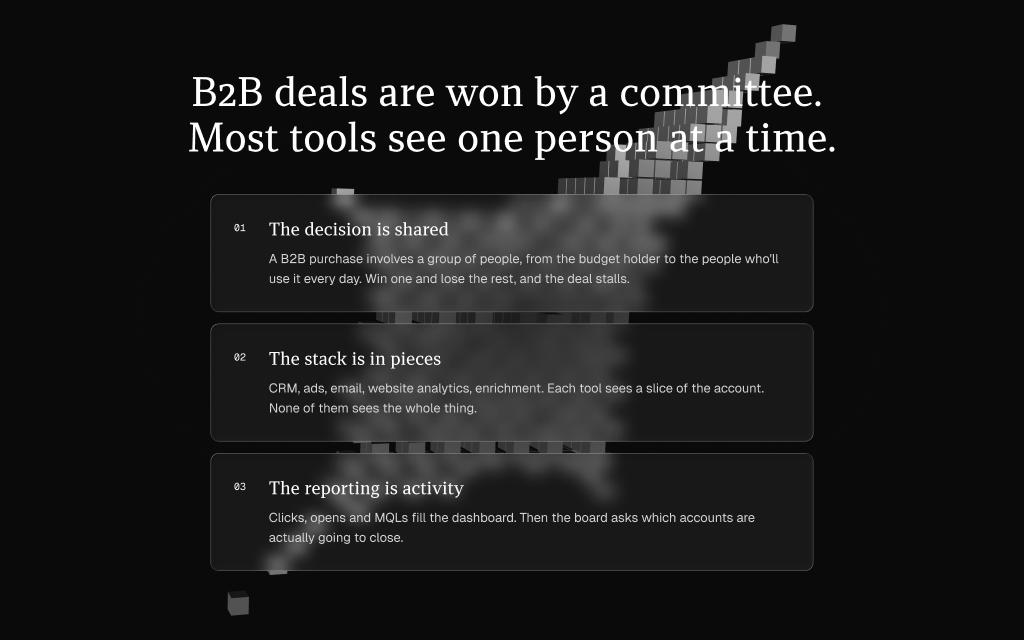 B2B deals are won by a committee.
Most tools see one person at a time.
01
The decision is shared
A B2B purchase involves a group of people, from the budget holder to the people who'll
use it every day. Win one and lose the rest, and the deal stalls.
02
The stack is in pieces
CRM, ads, email, website analytics, enrichment. Each tool sees a slice of the account.
None of them sees the whole thing.
03
The reporting is activity
Clicks, opens and MQLs fill the dashboard. Then the board asks which accounts are
actually going to close.